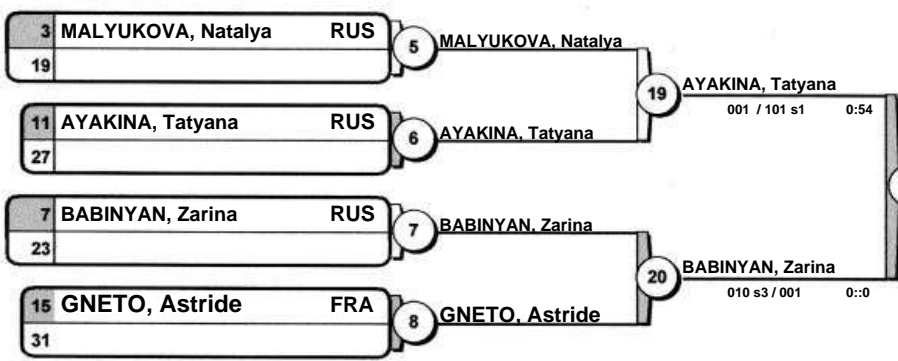 3 MALYUKOVA, Natalya RUS
19
5
MALYUKOVA, Natalya
11 AYAKINA, Tatyana RUS
27
6
AYAKINA, Tatyana
19
AYAKINA, Tatyana
001 / 101 s1 0:54
7 BABINYAN, Zarina RUS
23
7
BABINYAN, Zarina
15 GNETO, Astride FRA
31
8
GNETO, Astride
20
BABINYAN, Zarina
010 s3 / 001 0::0